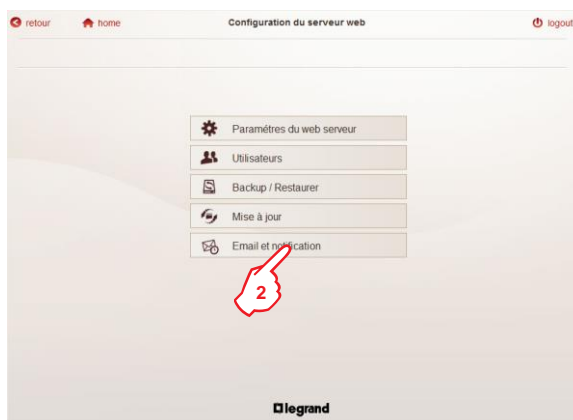 retour home Configuration du serveur web logout
Paramétres du web serveur
Utilisateurs
Backup / Restaurer
Mise à jour
Email et notification
2
legrand